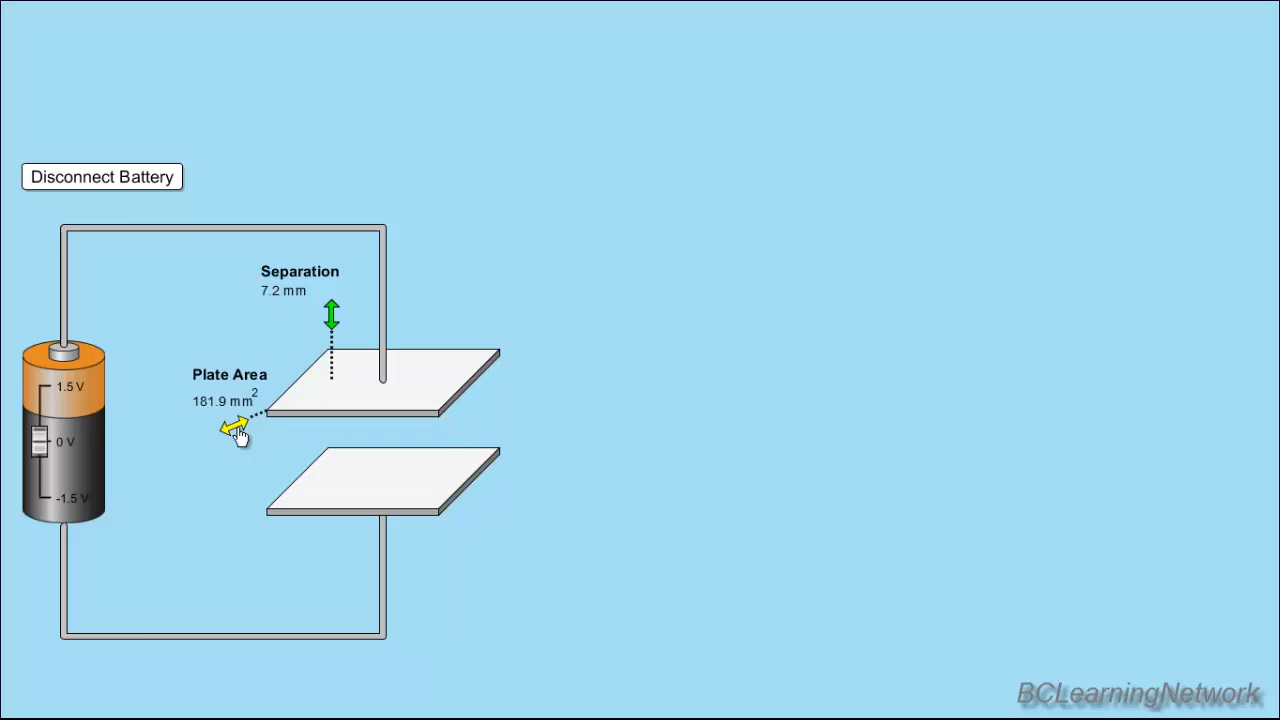 Disconnect Battery
Separation
7.2 mm
Plate Area
181.9 mm²
1.5 V
0 V
-1.5 V
BCLearningNetwork